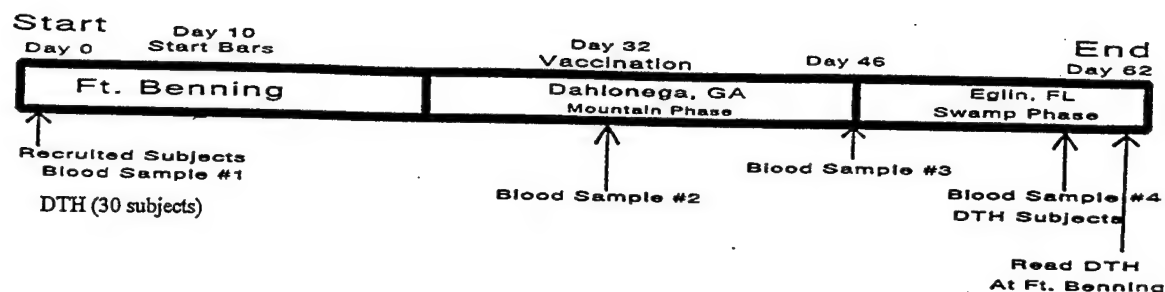 Start
Day 0
Day 10
Start Bars
Day 32
Vaccination
Day 46
End
Day 62
Ft. Benning
Dahlonega, GA
Mountain Phase
Eglin, FL
Swamp Phase
Recruited Subjects
Blood Sample #1
DTH (30 subjects)
Blood Sample #2
Blood Sample #3
Blood Sample #4
DTH Subjects
Read DTH
At Ft. Benning